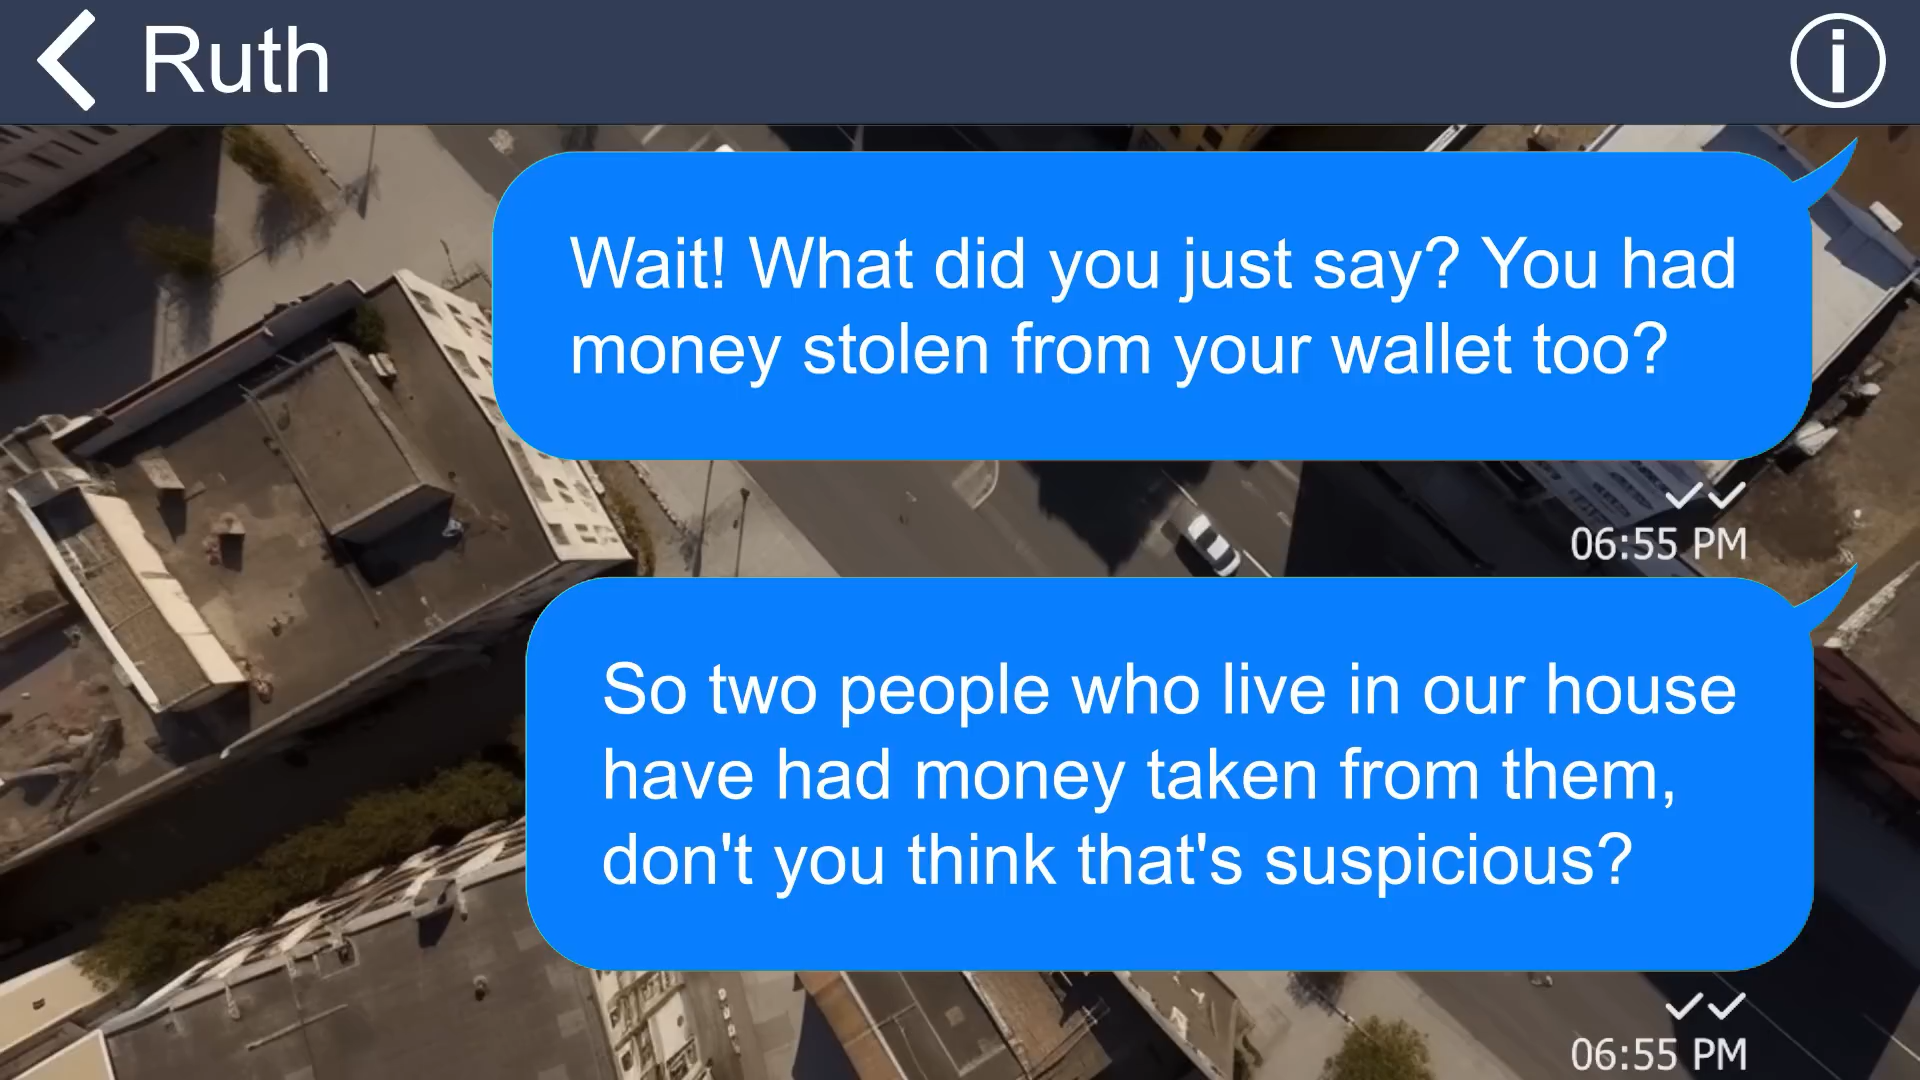 Ruth
Wait! What did you just say? You had
money stolen from your wallet too?
06:55 PM
So two people who live in our house
have had money taken from them,
don't you think that's suspicious?
06:55 PM